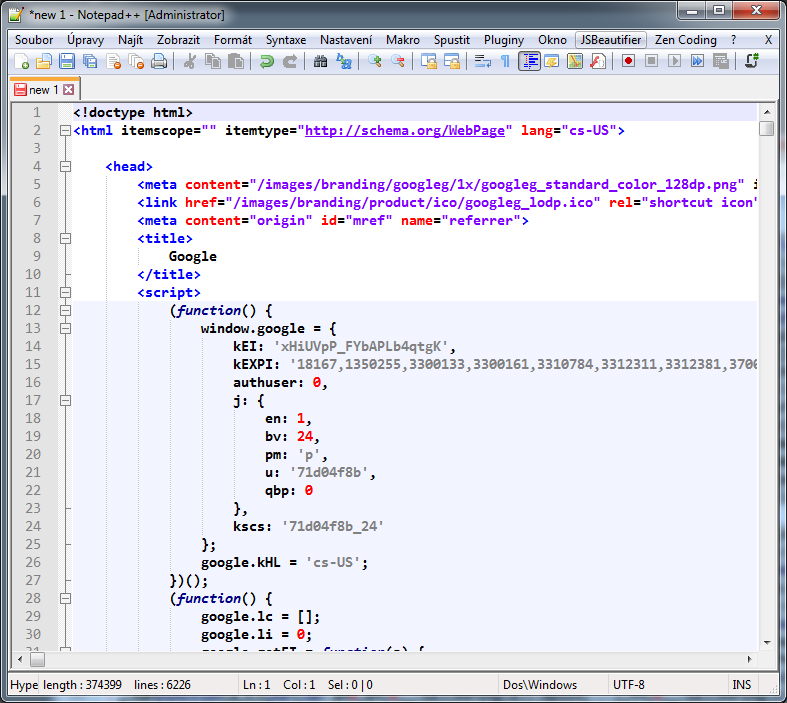 *new 1 - Notepad++ [Administrator]
Soubor Úpravy Najít Zobrazit Formát Syntaxe Nastavení Makro Spustit Pluginy Okno JSBeautifier Zen Coding ? X
new 1
1 <!doctype html>
2 <html itemscope="" itemtype="http://schema.org/WebPage" lang="cs-US">
3
4 <head>
5 <meta content="/images/branding/googleg/1x/googleg_standard_color_128dp.png" i
6 <link href="/images/branding/product/ico/googleg_lodp.ico" rel="shortcut icon"
7 <meta content="origin" id="mref" name="referrer">
8 <title>
9 Google
10 </title>
11 <script>
12 (function() {
13 window.google = {
14 kEI: 'xHiUVpP_FYbAPLb4qtgK',
15 kEXPI: '18167,1350255,3300133,3300161,3310784,3312311,3312381,3700
16 authuser: 0,
17 j: {
18 en: 1,
19 bv: 24,
20 pm: 'p',
21 u: '71d04f8b',
22 qbp: 0
23 },
24 kscs: '71d04f8b_24'
25 };
26 google.kHL = 'cs-US';
27 })();
28 (function() {
29 google.lc = [];
30 google.li = 0;
31 google.getEI = function(a) {
Hype length : 374399 lines : 6226 Ln : 1 Col : 1 Sel : 0 | 0 Dos\Windows UTF-8 INS